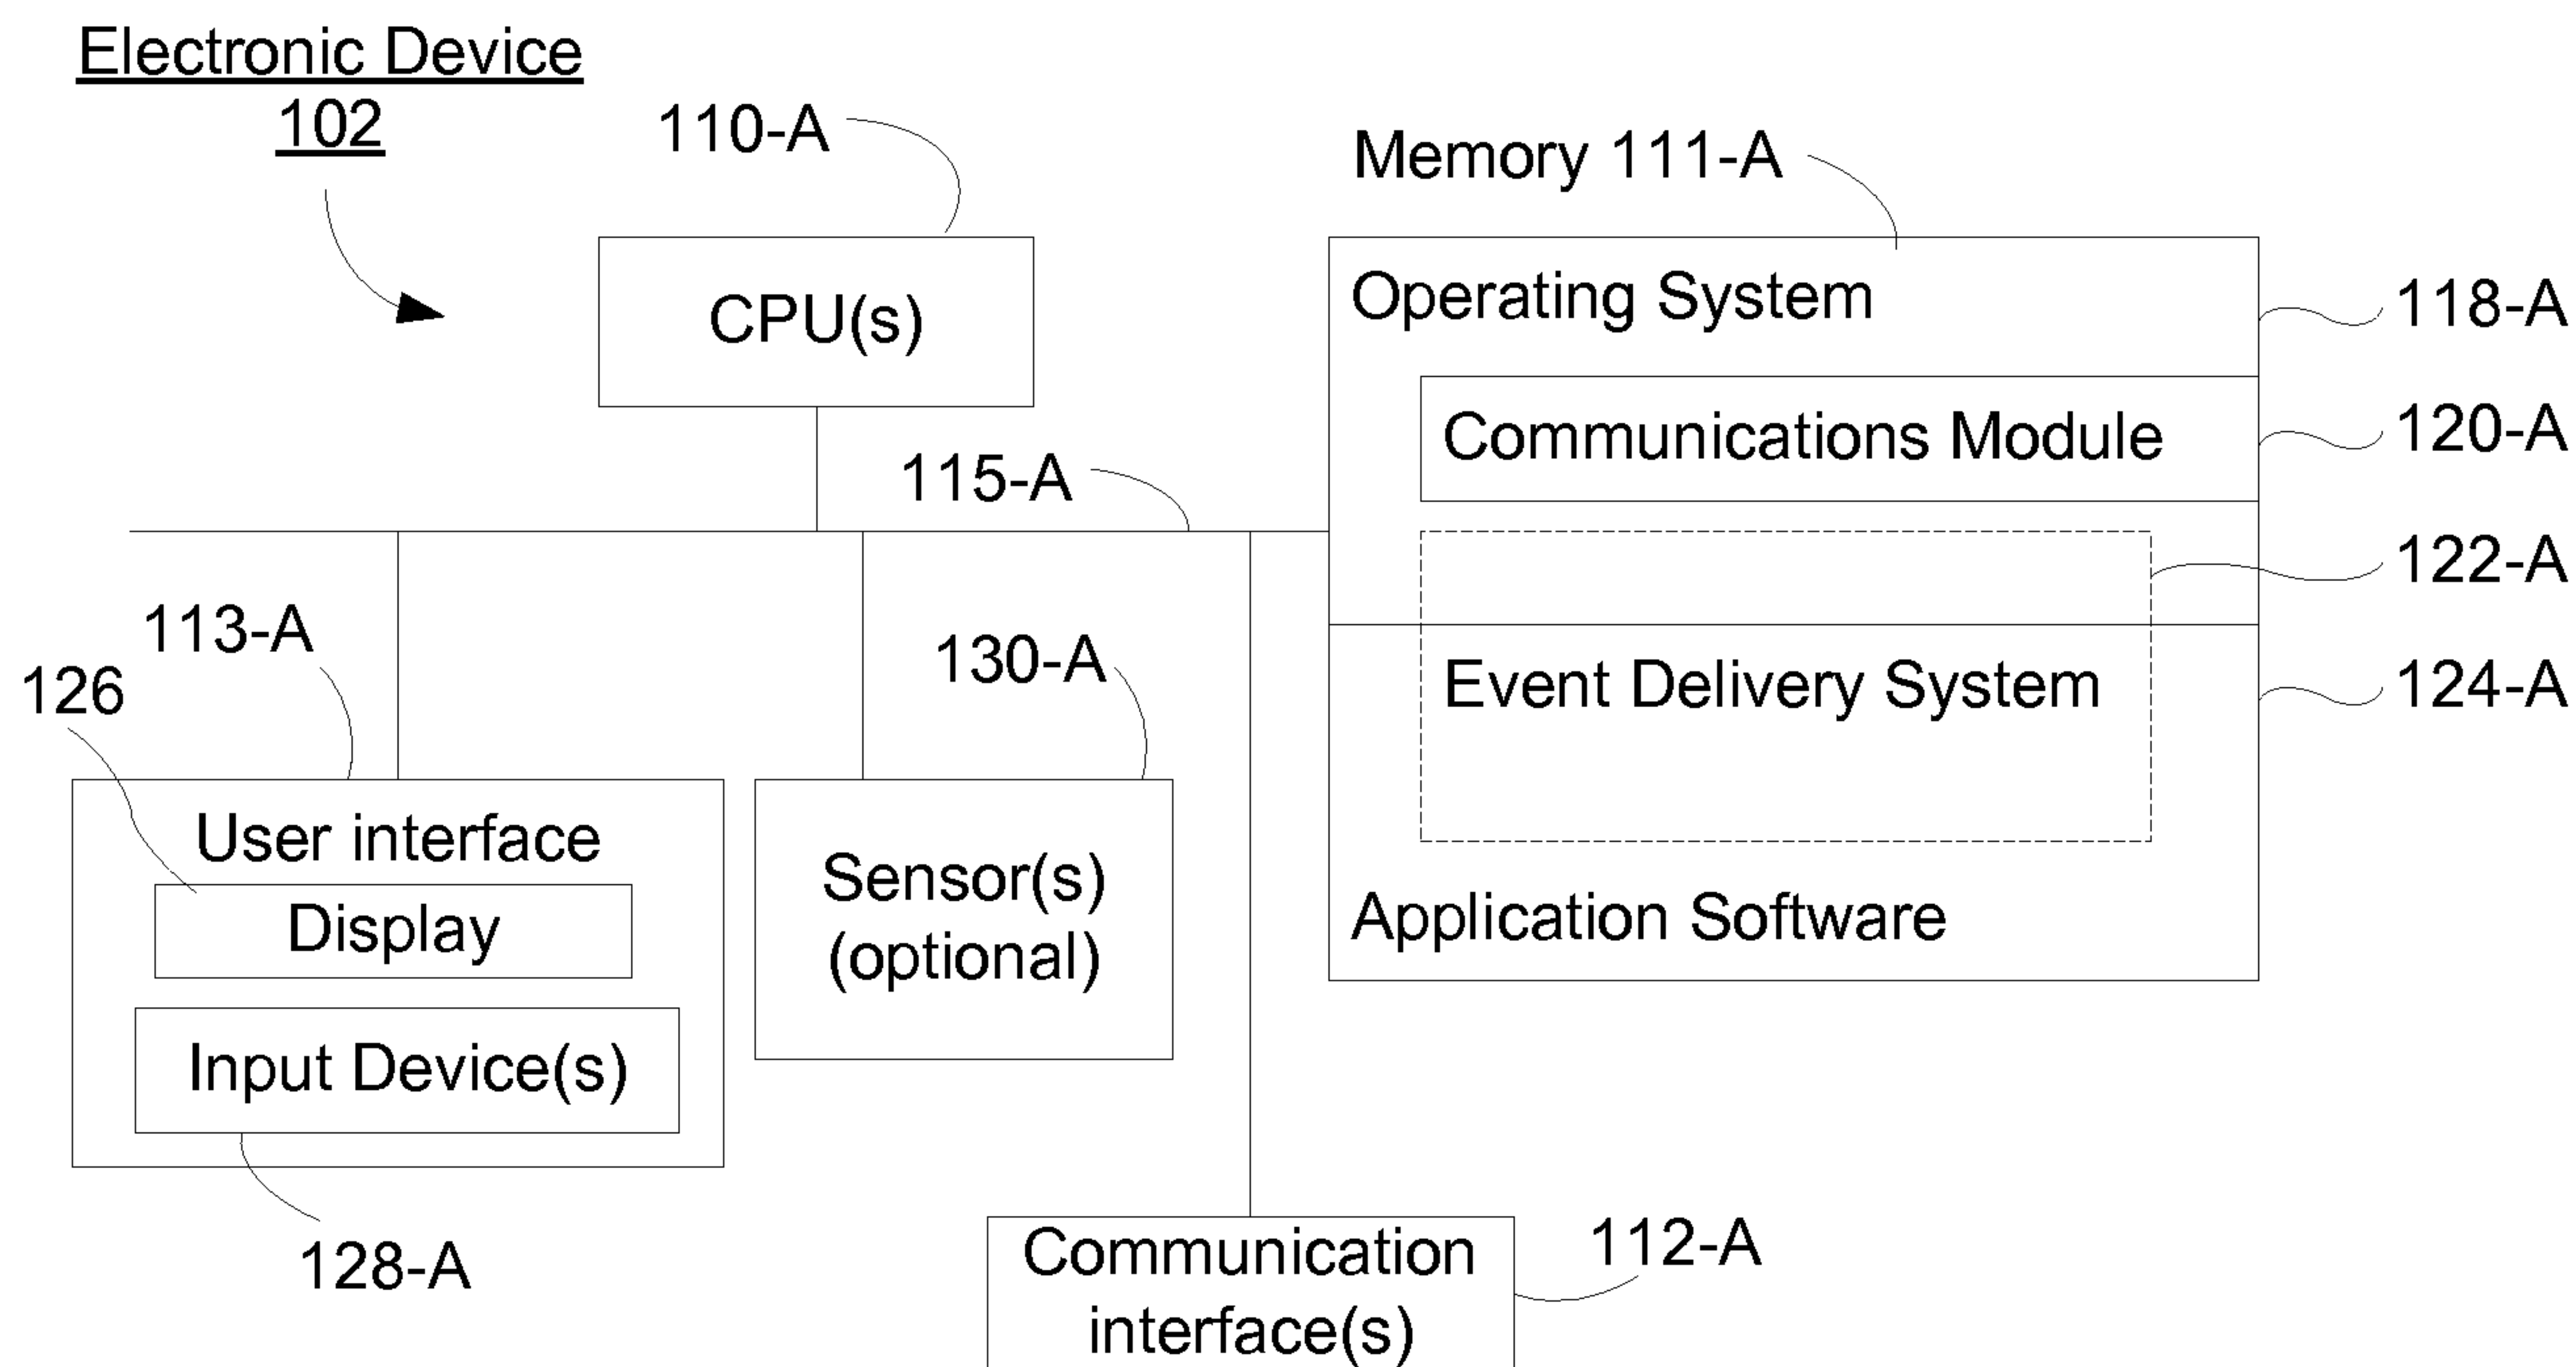 Electronic Device
102
110-A
Memory 111-A
CPU(s)
Operating System
118-A
Communications Module
120-A
115-A
122-A
113-A
130-A
Event Delivery System
124-A
126
User interface
Display
Sensor(s)
(optional)
Application Software
Input Device(s)
128-A
Communication
interface(s)
112-A